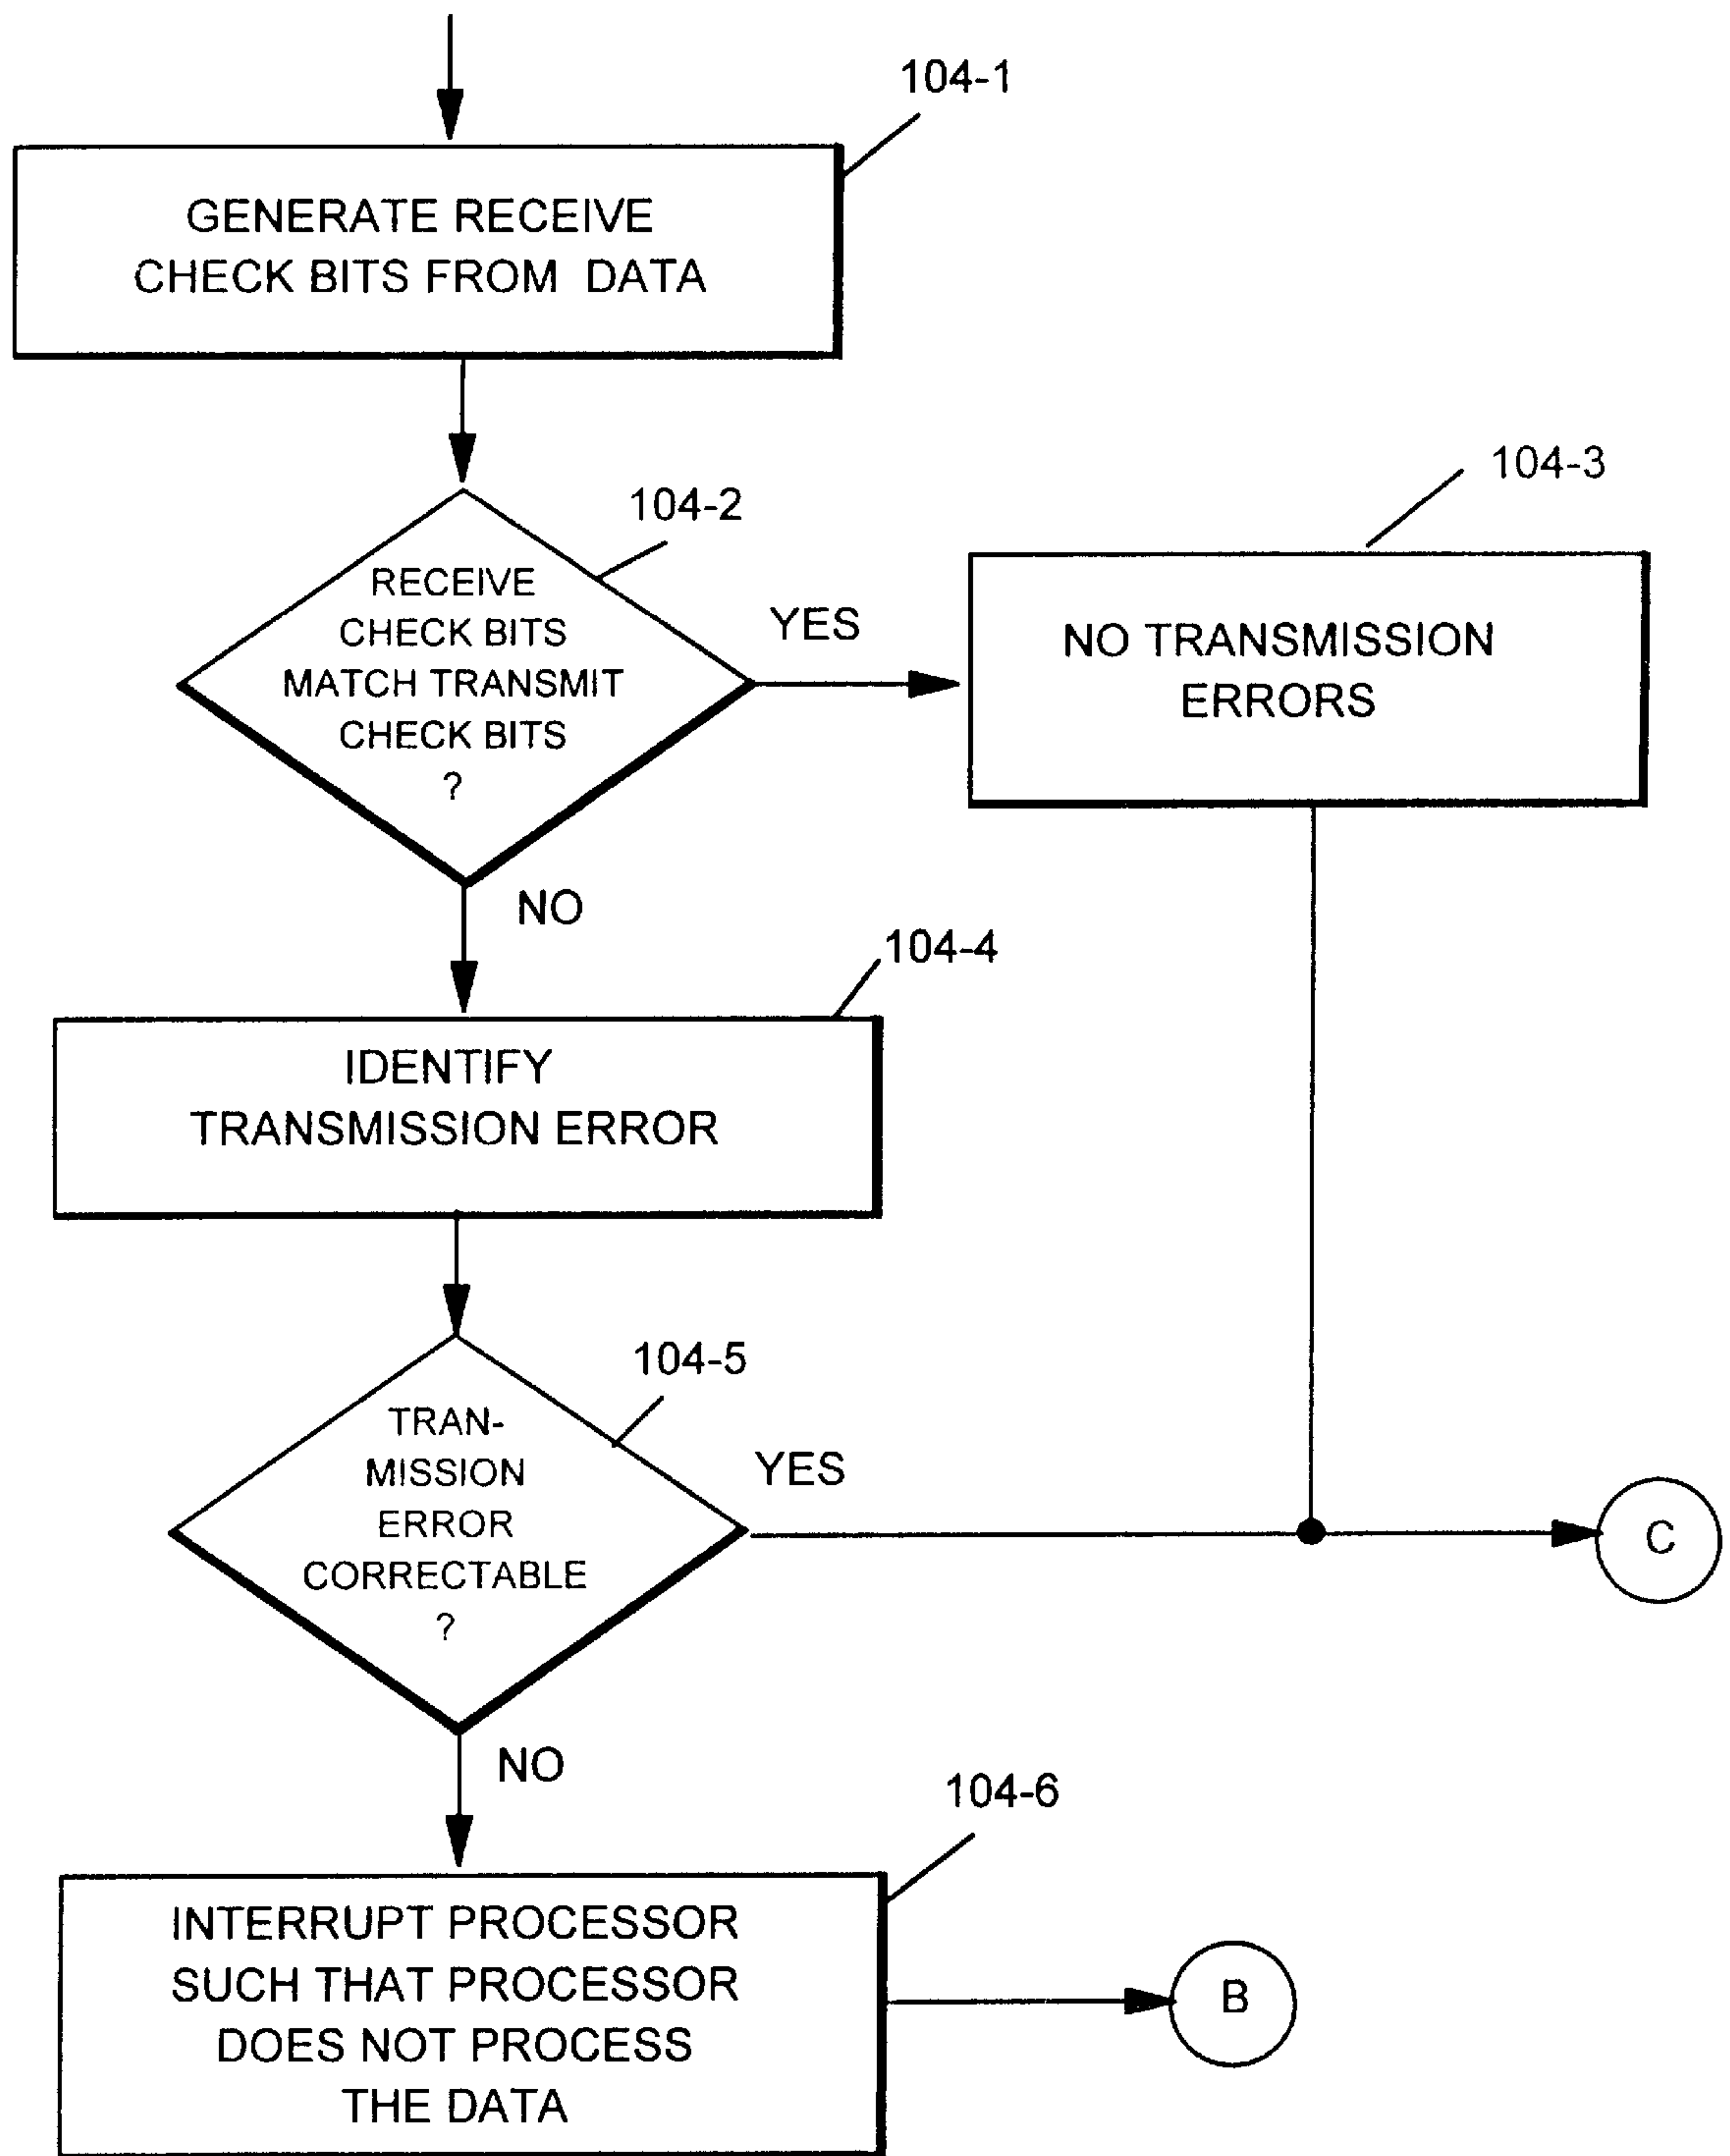 104-1
GENERATE RECEIVE
CHECK BITS FROM DATA
104-2
RECEIVE
CHECK BITS
MATCH TRANSMIT
CHECK BITS
?
YES
104-3
NO TRANSMISSION
ERRORS
NO
104-4
IDENTIFY
TRANSMISSION ERROR
104-5
TRAN-
MISSION
ERROR
CORRECTABLE
?
YES
C
NO
104-6
INTERRUPT PROCESSOR
SUCH THAT PROCESSOR
DOES NOT PROCESS
THE DATA
B